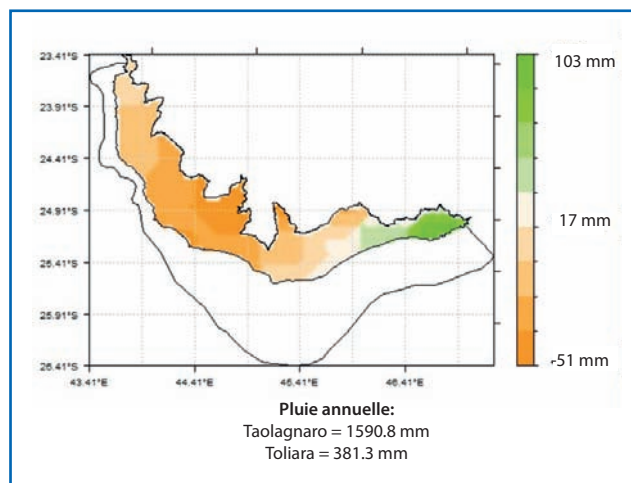 23.41°S
23.91°S
24.41°S
24.91°S
25.41°S
25.91°S
26.41°S
43.41°E 44.41°E 45.41°E 46.41°E
103 mm
17 mm
-51 mm
Pluie annuelle:
Taolagnaro = 1590.8 mm
Toliara = 381.3 mm